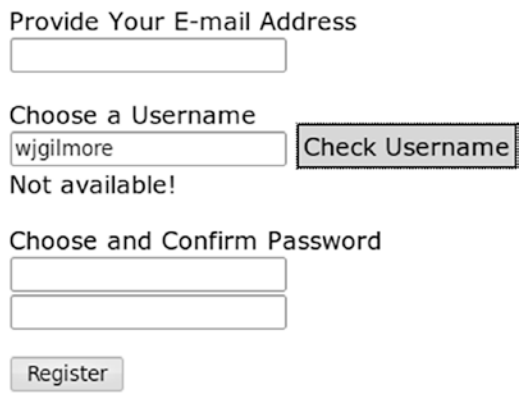 Provide Your E-mail Address
Choose a Username
wjgilmore Check Username
Not available!
Choose and Confirm Password
Register